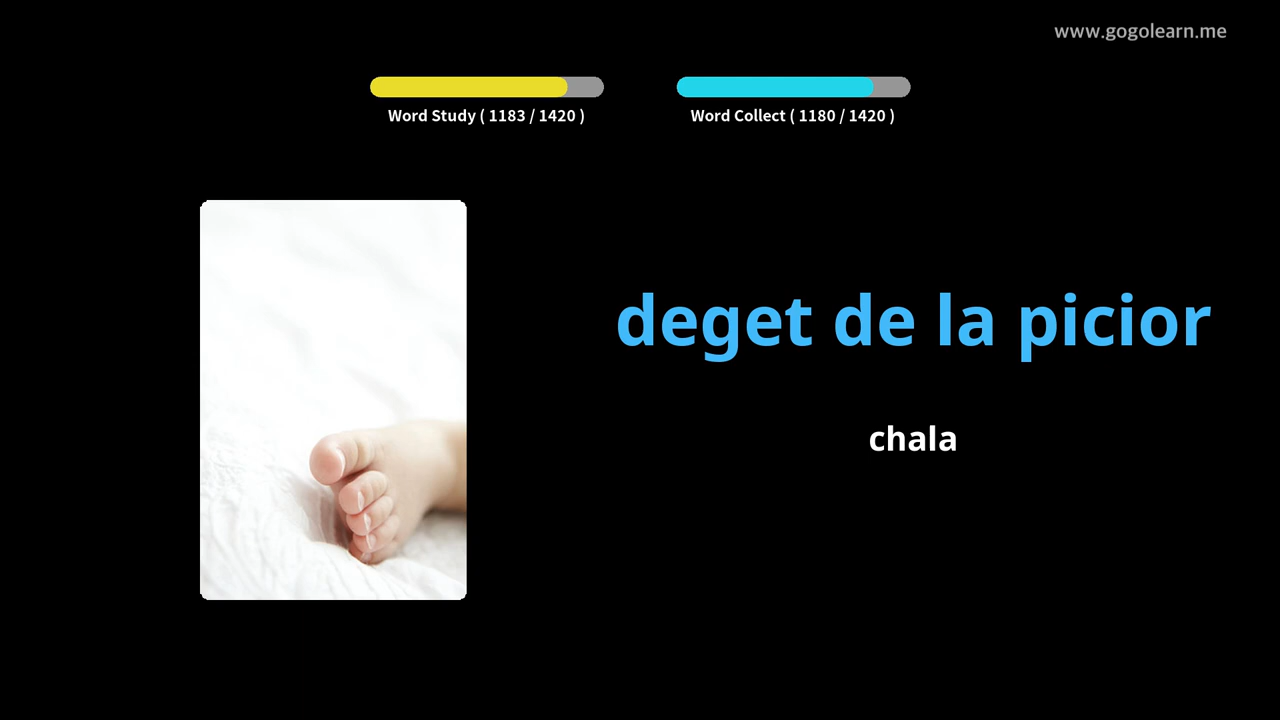 www.gogolearn.me
Word Study ( 1183 / 1420 )
Word Collect ( 1180 / 1420 )
deget de la picior
chala